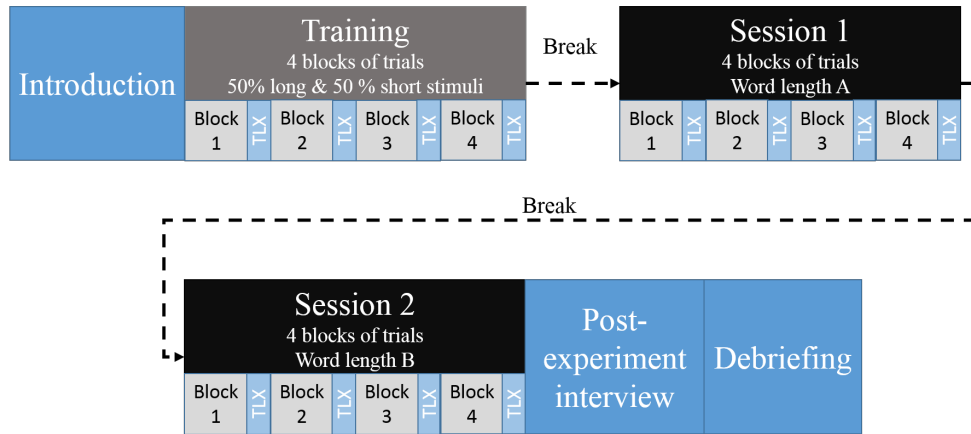 Introduction
Training
4 blocks of trials
50% long & 50 % short stimuli
Block
1
TLX
Block
2
TLX
Block
3
TLX
Block
4
TLX
Break
Session 1
4 blocks of trials
Word length A
Block
1
TLX
Block
2
TLX
Block
3
TLX
Block
4
TLX
Break
Session 2
4 blocks of trials
Word length B
Block
1
TLX
Block
2
TLX
Block
3
TLX
Block
4
TLX
Post-
experiment
interview
Debriefing